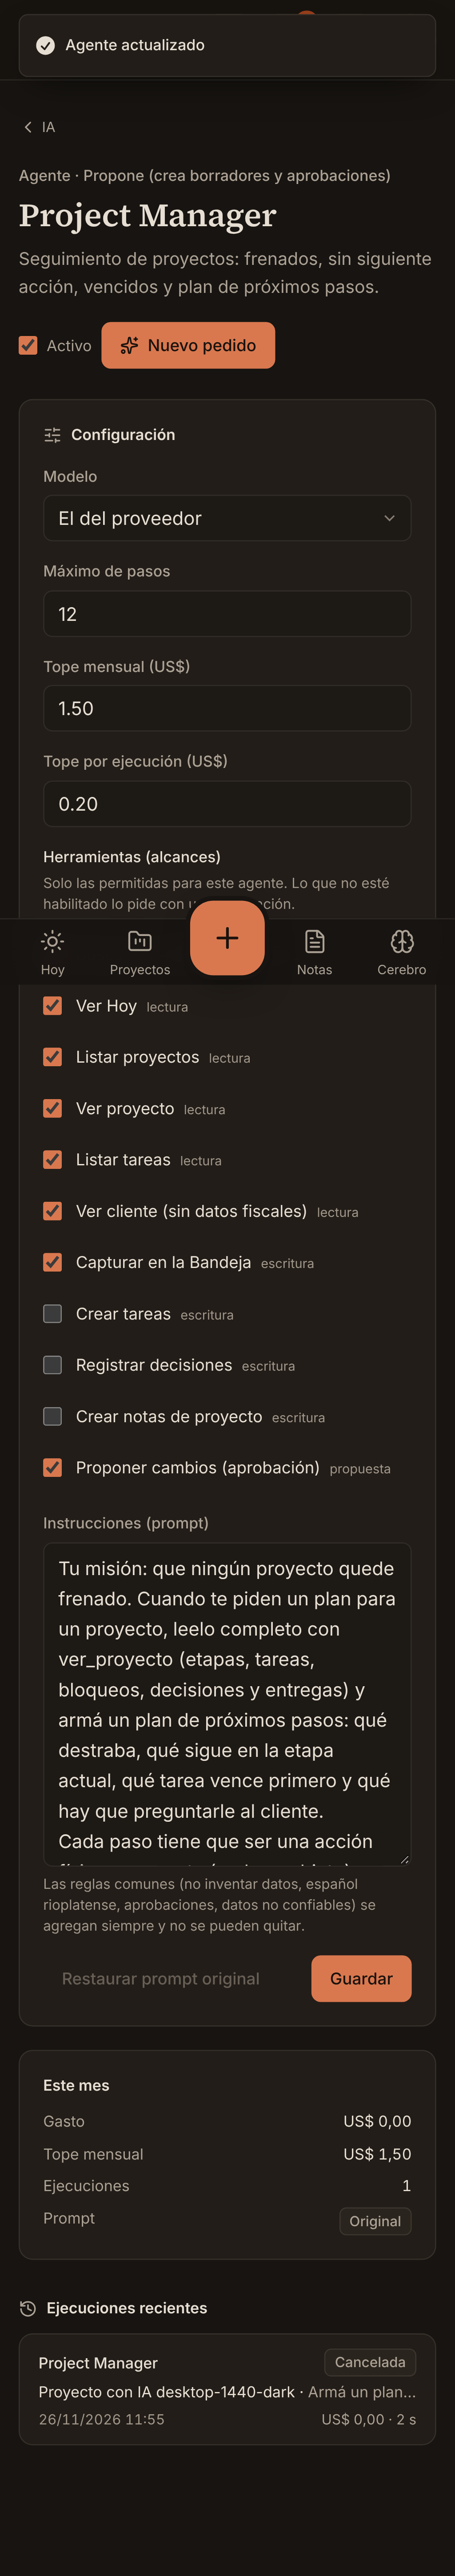 Agente actualizado
IA
Agente · Propone (crea borradores y aprobaciones)
Project Manager
Seguimiento de proyectos: frenados, sin siguiente
acción, vencidos y plan de próximos pasos.
Activo
Nuevo pedido
Configuración
Modelo
El del proveedor
Máximo de pasos
12
Tope mensual (US$)
1.50
Tope por ejecución (US$)
0.20
Herramientas (alcances)
Solo las permitidas para este agente. Lo que no esté
habilitado lo pide con
Hoy
Proyectos
Notas
Cerebro
Ver Hoy lectura
Listar proyectos lectura
Ver proyecto lectura
Listar tareas lectura
Ver cliente (sin datos fiscales) lectura
Capturar en la Bandeja escritura
Crear tareas escritura
Registrar decisiones escritura
Crear notas de proyecto escritura
Proponer cambios (aprobación) propuesta
Instrucciones (prompt)
Tu misión: que ningún proyecto quede
frenado. Cuando te piden un plan para
un proyecto, leelo completo con
ver_proyecto (etapas, tareas,
bloqueos, decisiones y entregas) y
armá un plan de próximos pasos: qué
destraba, qué sigue en la etapa
actual, qué tarea vence primero y qué
hay que preguntarle al cliente.
Cada paso tiene que ser una acción
Las reglas comunes (no inventar datos, español
rioplatense, aprobaciones, datos no confiables) se
agregan siempre y no se pueden quitar.
Restaurar prompt original
Guardar
Este mes
Gasto US$ 0,00
Tope mensual US$ 1,50
Ejecuciones 1
Prompt Original
Ejecuciones recientes
Project Manager Cancelada
Proyecto con IA desktop-1440-dark · Armá un plan...
26/11/2026 11:55 US$ 0,00 · 2 s